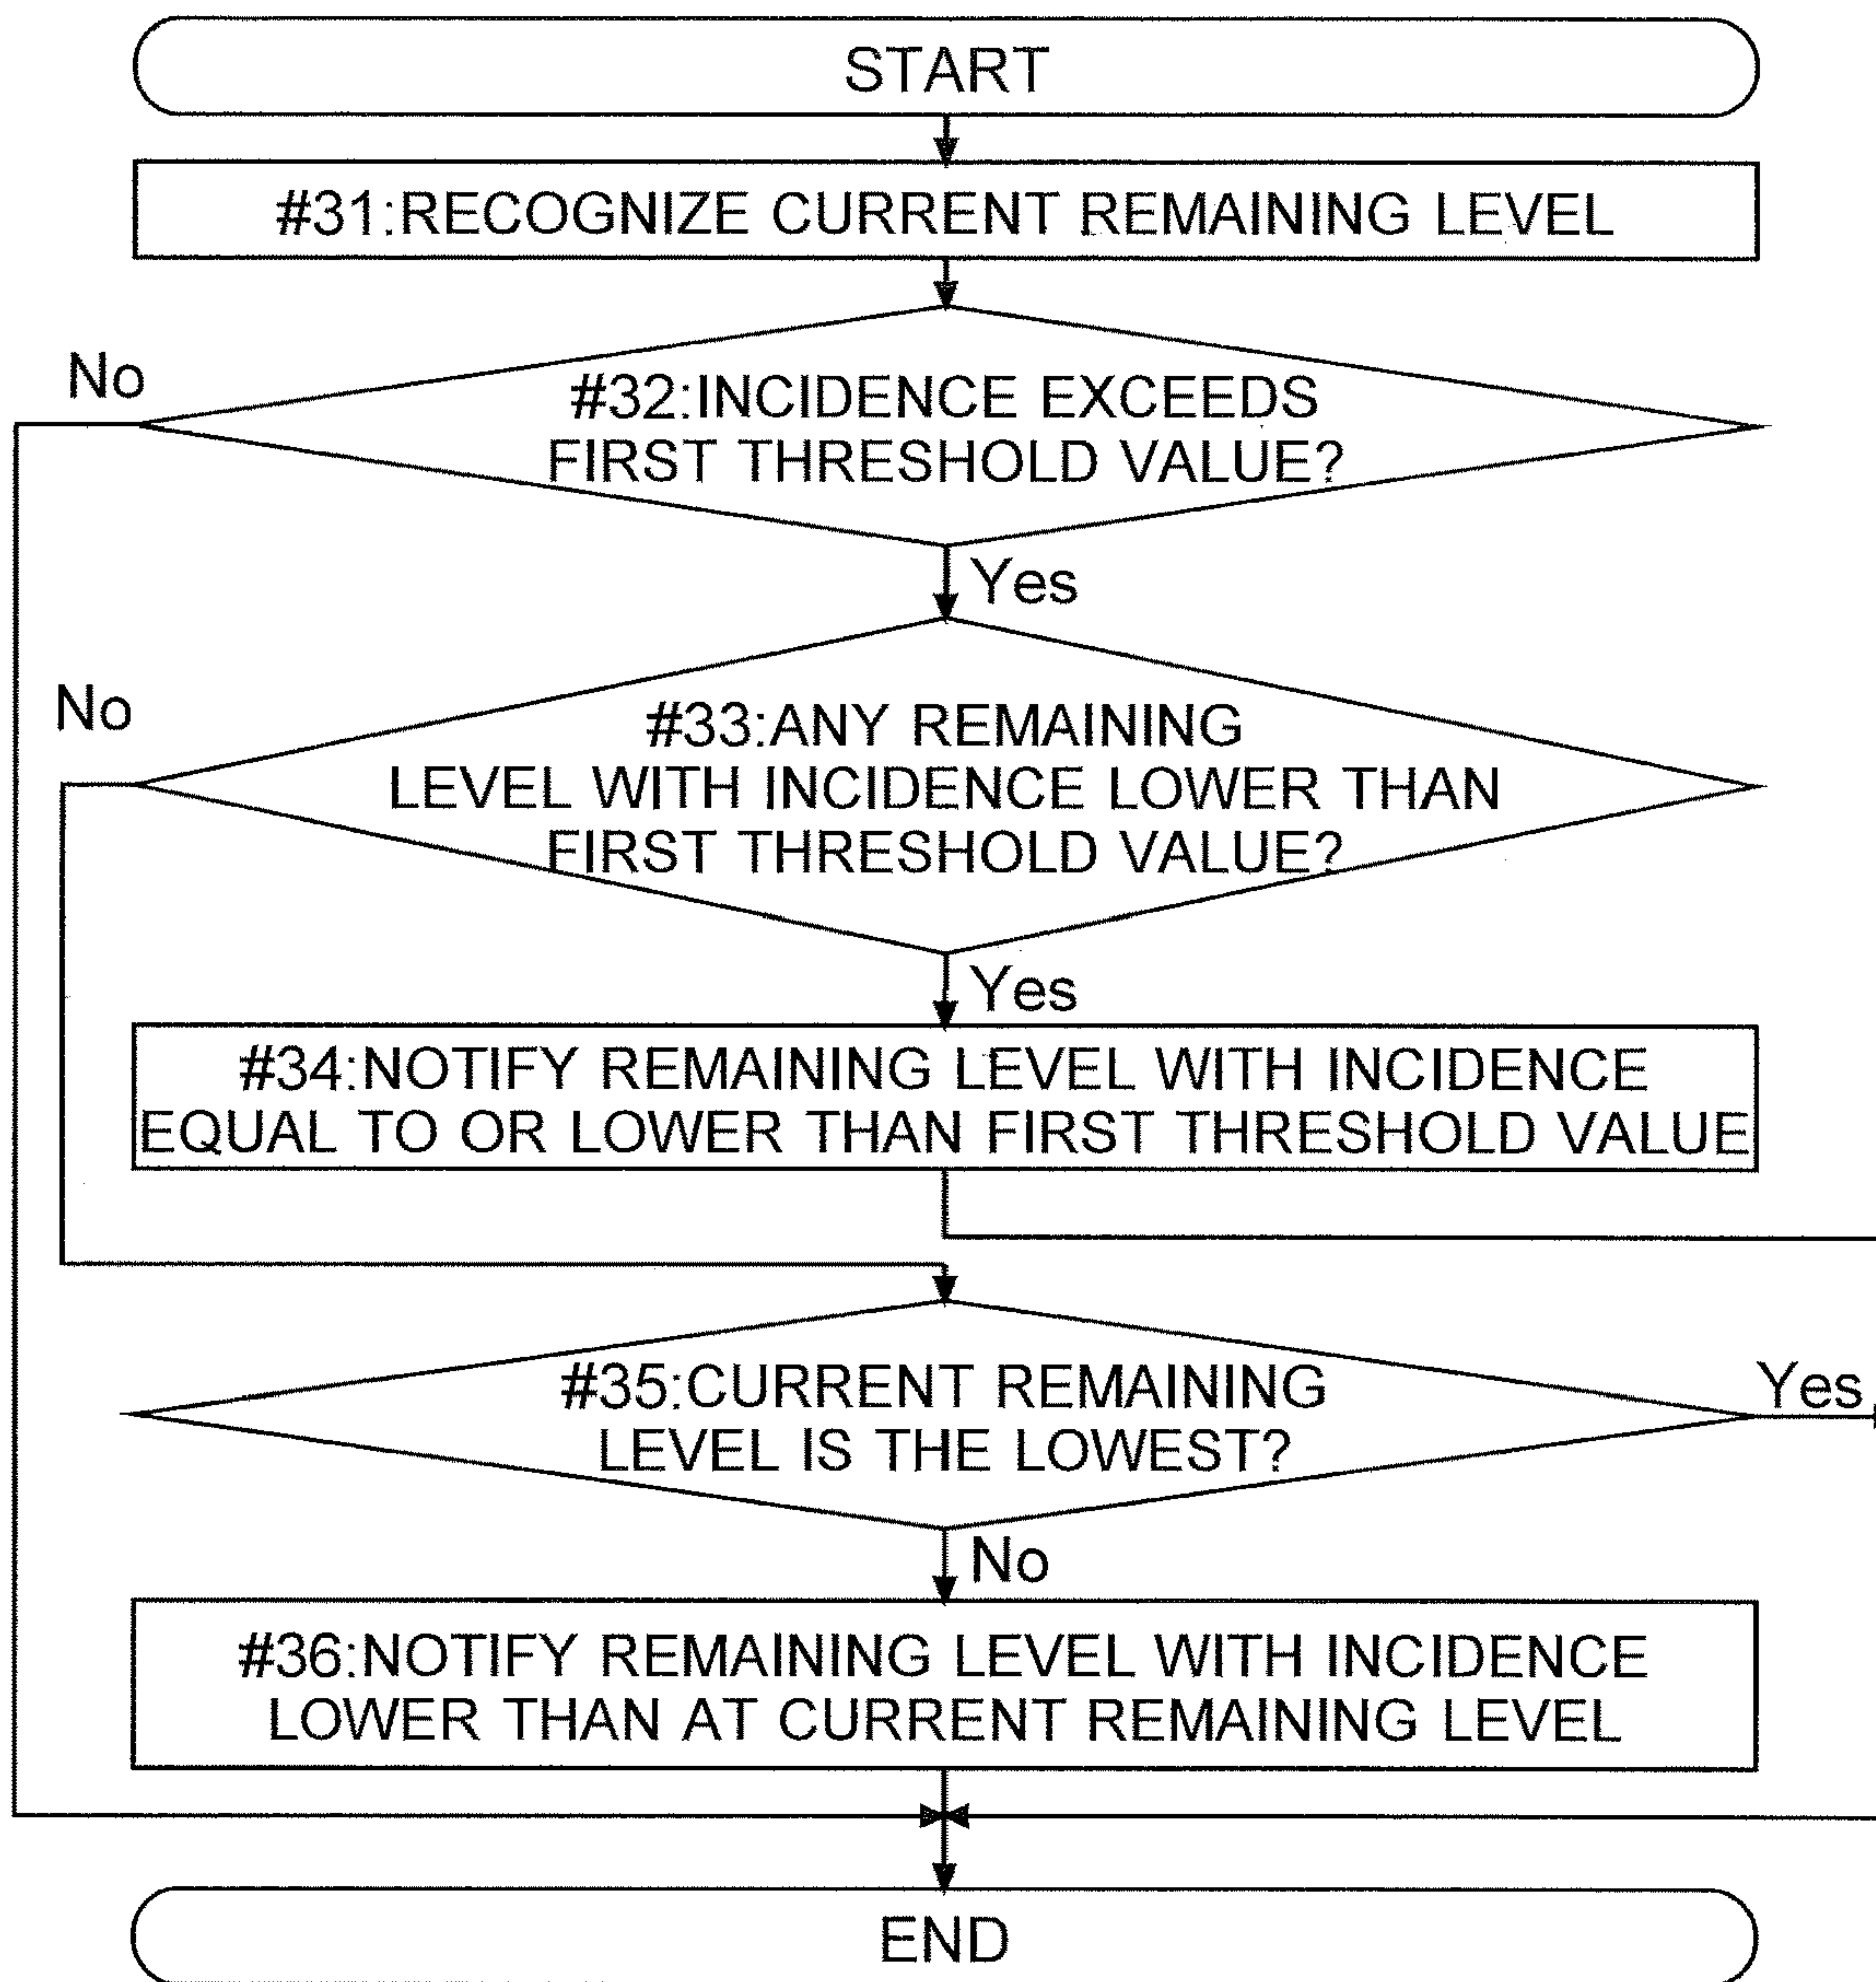 START
#31:RECOGNIZE CURRENT REMAINING LEVEL
No
#32:INCIDENCE EXCEEDS
FIRST THRESHOLD VALUE?
Yes
No
#33:ANY REMAINING
LEVEL WITH INCIDENCE LOWER THAN
FIRST THRESHOLD VALUE?
Yes
#34:NOTIFY REMAINING LEVEL WITH INCIDENCE
EQUAL TO OR LOWER THAN FIRST THRESHOLD VALUE
#35:CURRENT REMAINING
LEVEL IS THE LOWEST?
Yes
No
#36:NOTIFY REMAINING LEVEL WITH INCIDENCE
LOWER THAN AT CURRENT REMAINING LEVEL
END